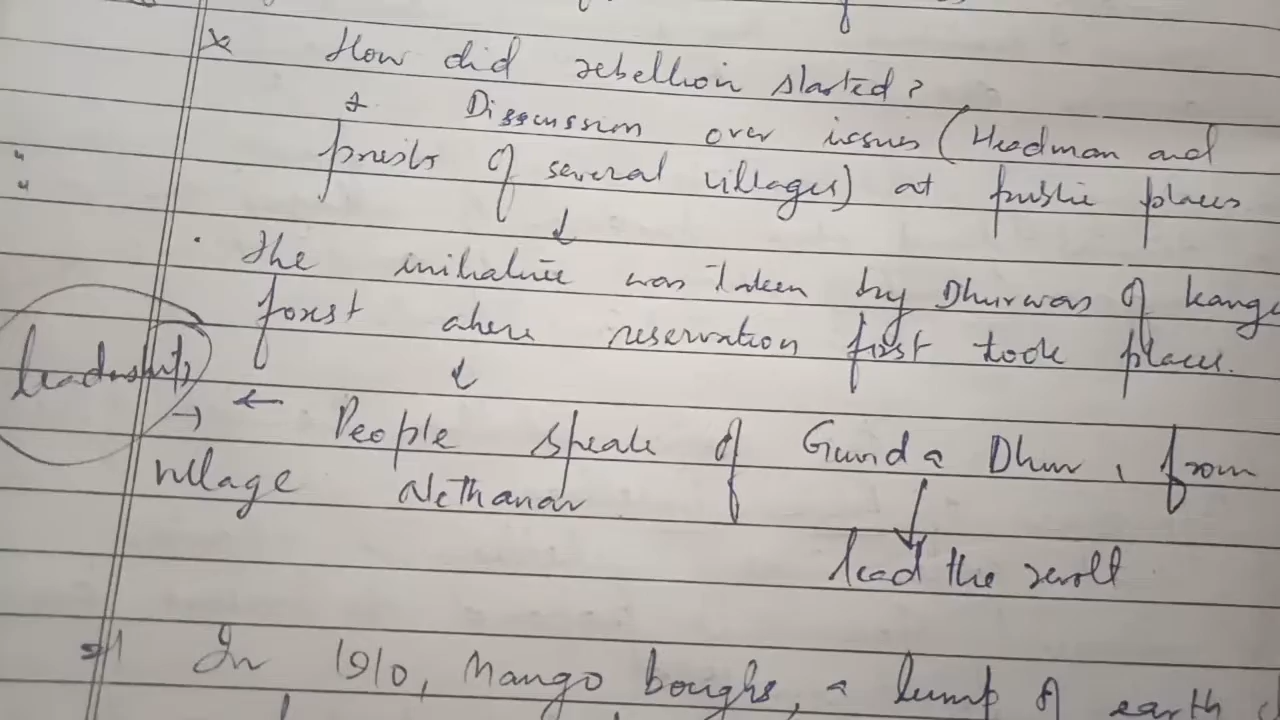 * How did rebellion started?
Discussion over issues (Headman and
priests of several villages) at public places
↓
. The initiative was taken by Dhurwas of kang
forest where reservation first took places.
↓
leadership
→ ← People speak of Gunda Dhur, from
village Nethanar
lead the revolt
In 1910, Mango boughs, a lump of earth